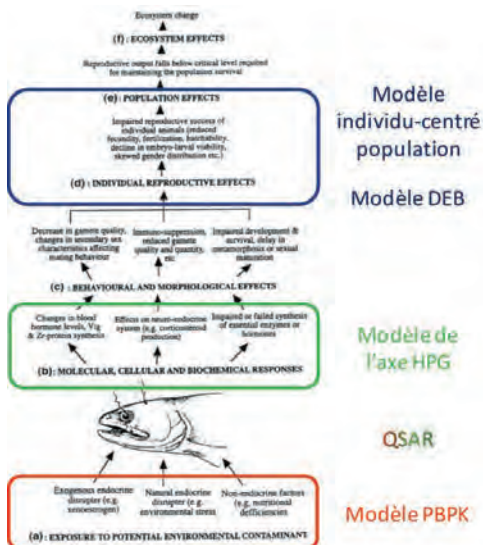 Ecosystem change
(f) : ECOSYSTEM EFFECTS
Reproductive output falls below critical level required
for maintaining the population survival
(e) : POPULATION EFFECTS
Impaired reproductive success of
individual animals (reduced
fecundity, fertilization, hatchability,
decline in embryo-larval viability,
skewed gender distribution etc.)
(d) : INDIVIDUAL REPRODUCTIVE EFFECTS
Modèle
individu-centré
population
Modèle DEB
Decrease in gamete quality,
changes in secondary sex
characteristics affecting
mating behaviour
Immuno-suppression,
reduced gamete
quality and quantity,
etc
Impaired development &
survival, delay in
metamorphosis or sexual
maturation
(c) : BEHAVIOURAL AND MORPHOLOGICAL EFFECTS
Changes in blood
hormone levels, Vtg
& Zr-protein synthesis
Effects on neuro-endocrine
system (e.g. corticosteroid
production)
Impaired or failed synthesis
of essential enzymes or
hormones
(b) : MOLECULAR, CELLULAR AND BIOCHEMICAL RESPONSES
Modèle de
l'axe HPG
QSAR
Exogenous endocrine
disrupter (e.g.
xenoestrogen)
Natural endocrine
disrupter (e.g.
environmental stress
Non-endocrine factors
(e.g. nutritional
defficiencies)
(a) : EXPOSURE TO POTENTIAL ENVIRONMENTAL CONTAMINANT
Modèle PBPK